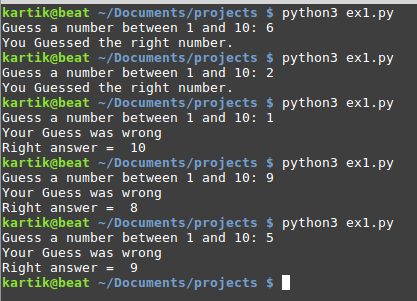 kartik@beat ~/Documents/projects $ python3 ex1.py
Guess a number between 1 and 10: 6
You Guessed the right number.
kartik@beat ~/Documents/projects $ python3 ex1.py
Guess a number between 1 and 10: 2
You Guessed the right number.
kartik@beat ~/Documents/projects $ python3 ex1.py
Guess a number between 1 and 10: 1
Your Guess was wrong
Right answer =  10
kartik@beat ~/Documents/projects $ python3 ex1.py
Guess a number between 1 and 10: 9
Your Guess was wrong
Right answer =  8
kartik@beat ~/Documents/projects $ python3 ex1.py
Guess a number between 1 and 10: 5
Your Guess was wrong
Right answer =  9
kartik@beat ~/Documents/projects $